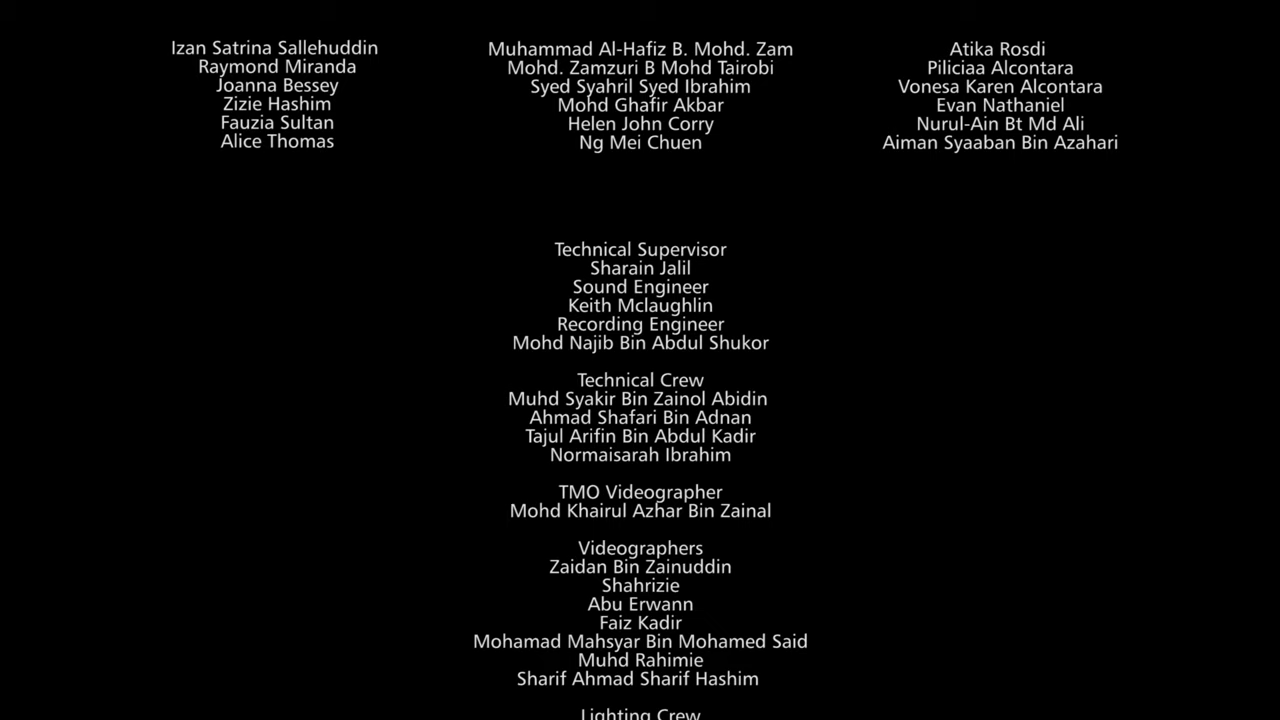 Izan Satrina Sallehuddin
Raymond Miranda
Joanna Bessey
Zizie Hashim
Fauzia Sultan
Alice Thomas
Muhammad Al-Hafiz B. Mohd. Zam
Mohd. Zamzuri B Mohd Tairobi
Syed Syahril Syed Ibrahim
Mohd Ghafir Akbar
Helen John Corry
Ng Mei Chuen
Atika Rosdi
Piliciaa Alcontara
Vonesa Karen Alcontara
Evan Nathaniel
Nurul-Ain Bt Md Ali
Aiman Syaaban Bin Azahari
Technical Supervisor
Sharain Jalil
Sound Engineer
Keith Mclaughlin
Recording Engineer
Mohd Najib Bin Abdul Shukor
Technical Crew
Muhd Syakir Bin Zainol Abidin
Ahmad Shafari Bin Adnan
Tajul Arifin Bin Abdul Kadir
Normaisarah Ibrahim
TMO Videographer
Mohd Khairul Azhar Bin Zainal
Videographers
Zaidan Bin Zainuddin
Shahrizie
Abu Erwann
Faiz Kadir
Mohamad Mahsyar Bin Mohamed Said
Muhd Rahimie
Sharif Ahmad Sharif Hashim
Lighting Crew